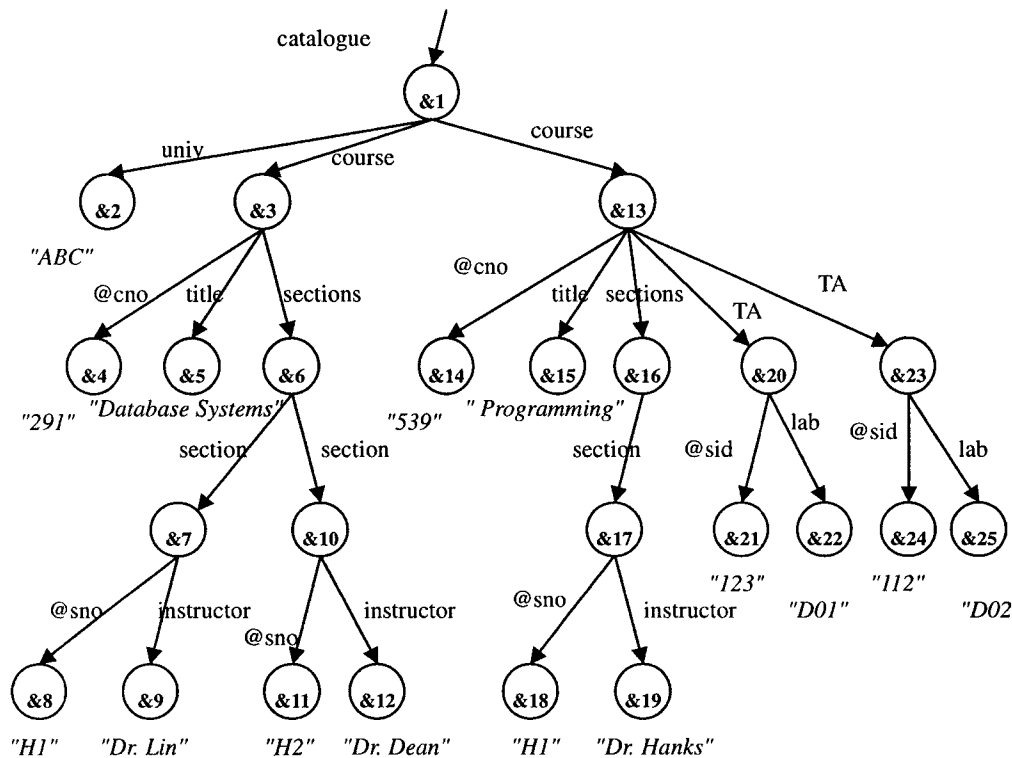 catalogue
&1
univ
course
course
&2
&3
&13
"ABC"
@cno
title
sections
@cno
title
sections
TA
TA
&4
&5
&6
&14
&15
&16
&20
&23
"291"
"Database Systems"
"539"
" Programming"
section
section
section
@sid
lab
@sid
lab
&7
&10
&17
&21
&22
&24
&25
"123"
"D01"
"112"
"D02
@sno
instructor
@sno
instructor
@sno
instructor
&8
&9
&11
&12
&18
&19
"H1"
"Dr. Lin"
"H2"
"Dr. Dean"
"H1"
"Dr. Hanks"